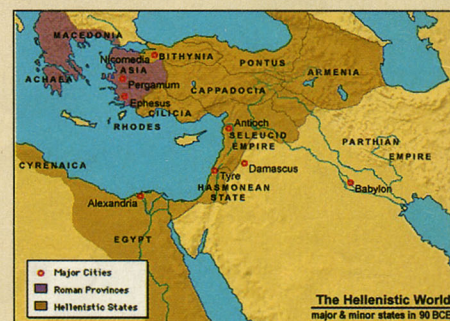 MACEDONIA
Nicomedia
BITHYNIA
ASIA
PONTUS
ARMENIA
ACHAEA
Pergamum
CAPPADOCIA
Ephesus
CILICIA
RHODES
Antioch
SELEUCID
EMPIRE
PARTHIAN
EMPIRE
CYRENAICA
Tyre
Damascus
HASMONEAN
STATE
Babylon
Alexandria
EGYPT
Major Cities
Roman Provinces
Hellenistic States
The Hellenistic World
major & minor states in 90 BCE